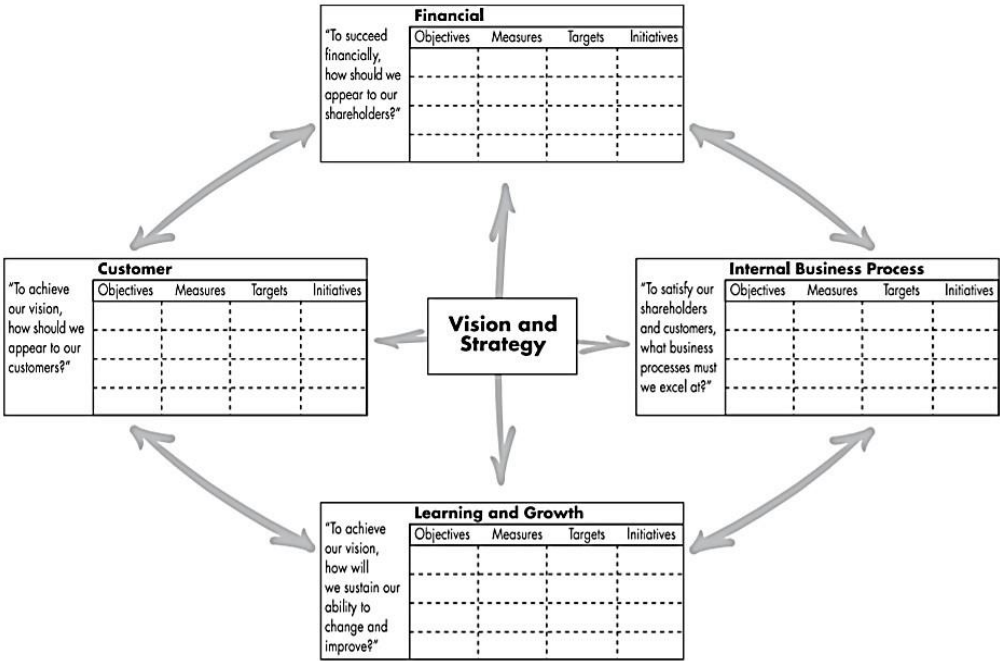 Financial
"To succeed
financially,
how should we
appear to our
shareholders?"
Objectives Measures Targets Initiatives
Customer
"To achieve
our vision,
how should we
appear to our
customers?"
Objectives Measures Targets Initiatives
Vision and
Strategy
Internal Business Process
"To satisfy our
shareholders
and customers,
what business
processes must
we excel at?"
Objectives Measures Targets Initiatives
Learning and Growth
"To achieve
our vision,
how will
we sustain our
ability to
change and
improve?"
Objectives Measures Targets Initiatives